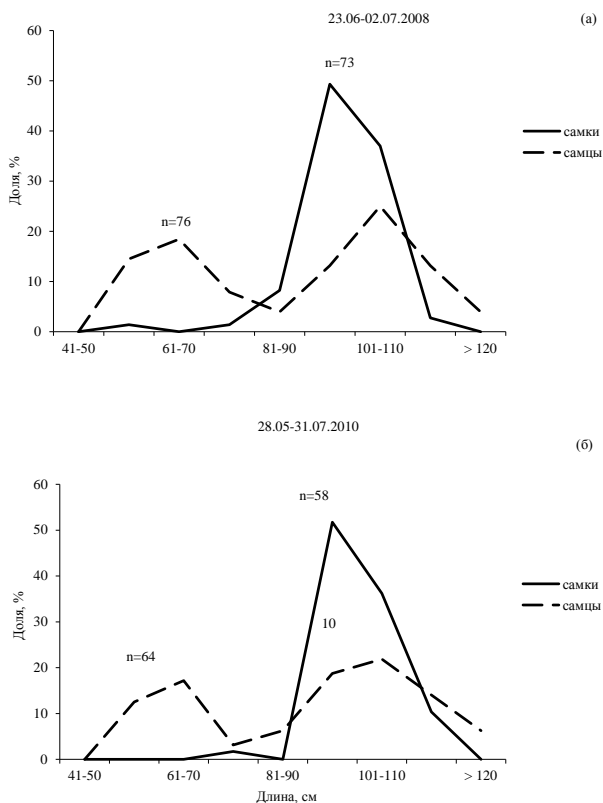 23.06-02.07.2008
(а)
60
n=73
50
40
Доля, %
самки
самцы
30
n=76
20
10
0
41-50 61-70 81-90 101-110 > 120
28.05-31.07.2010
(б)
60
n=58
50
40
Доля, %
самки
самцы
30
10
n=64
20
10
0
41-50 61-70 81-90 101-110 > 120
Длина, см